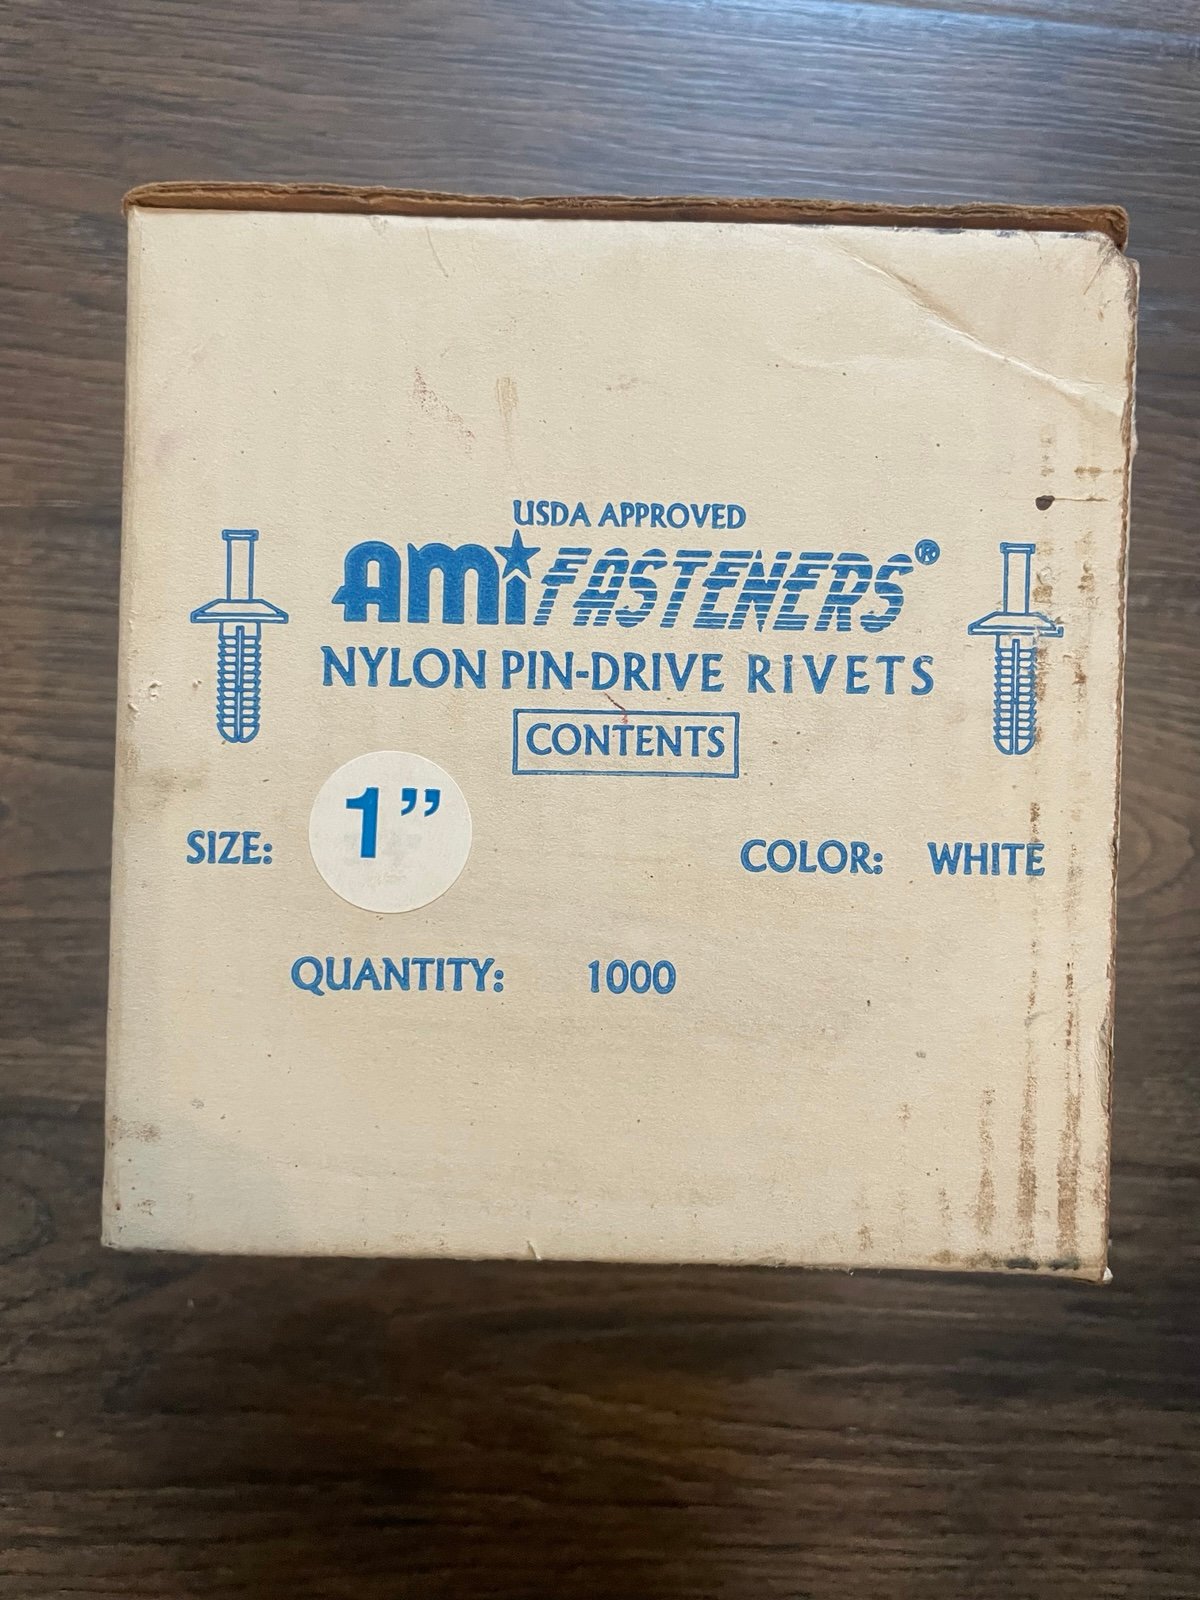 USDA APPROVED
AMi FASTENERS®
NYLON PIN-DRIVE RIVETS
CONTENTS
SIZE: 1” COLOR: WHITE
QUANTITY: 1000